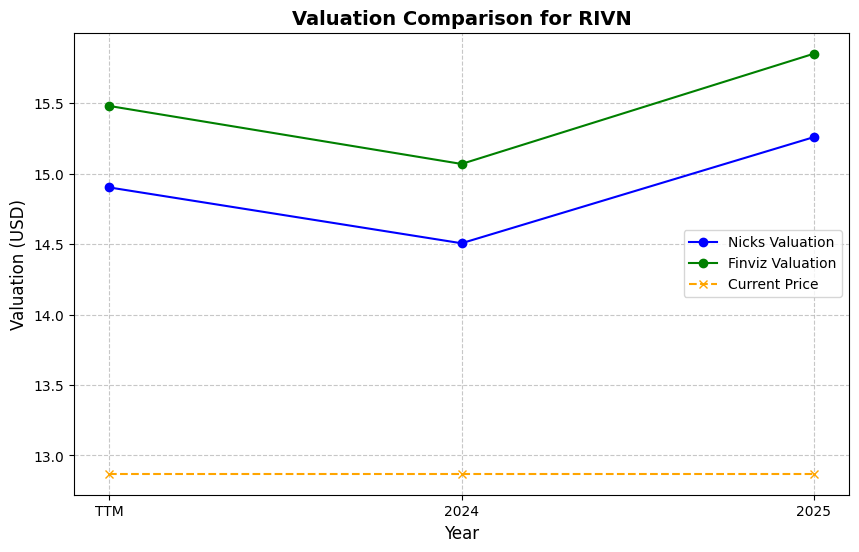 Valuation Comparison for RIVN
Valuation (USD)
15.5
15.0
14.5
14.0
13.5
13.0
Nicks Valuation
Finviz Valuation
Current Price
TTM
2024
2025
Year